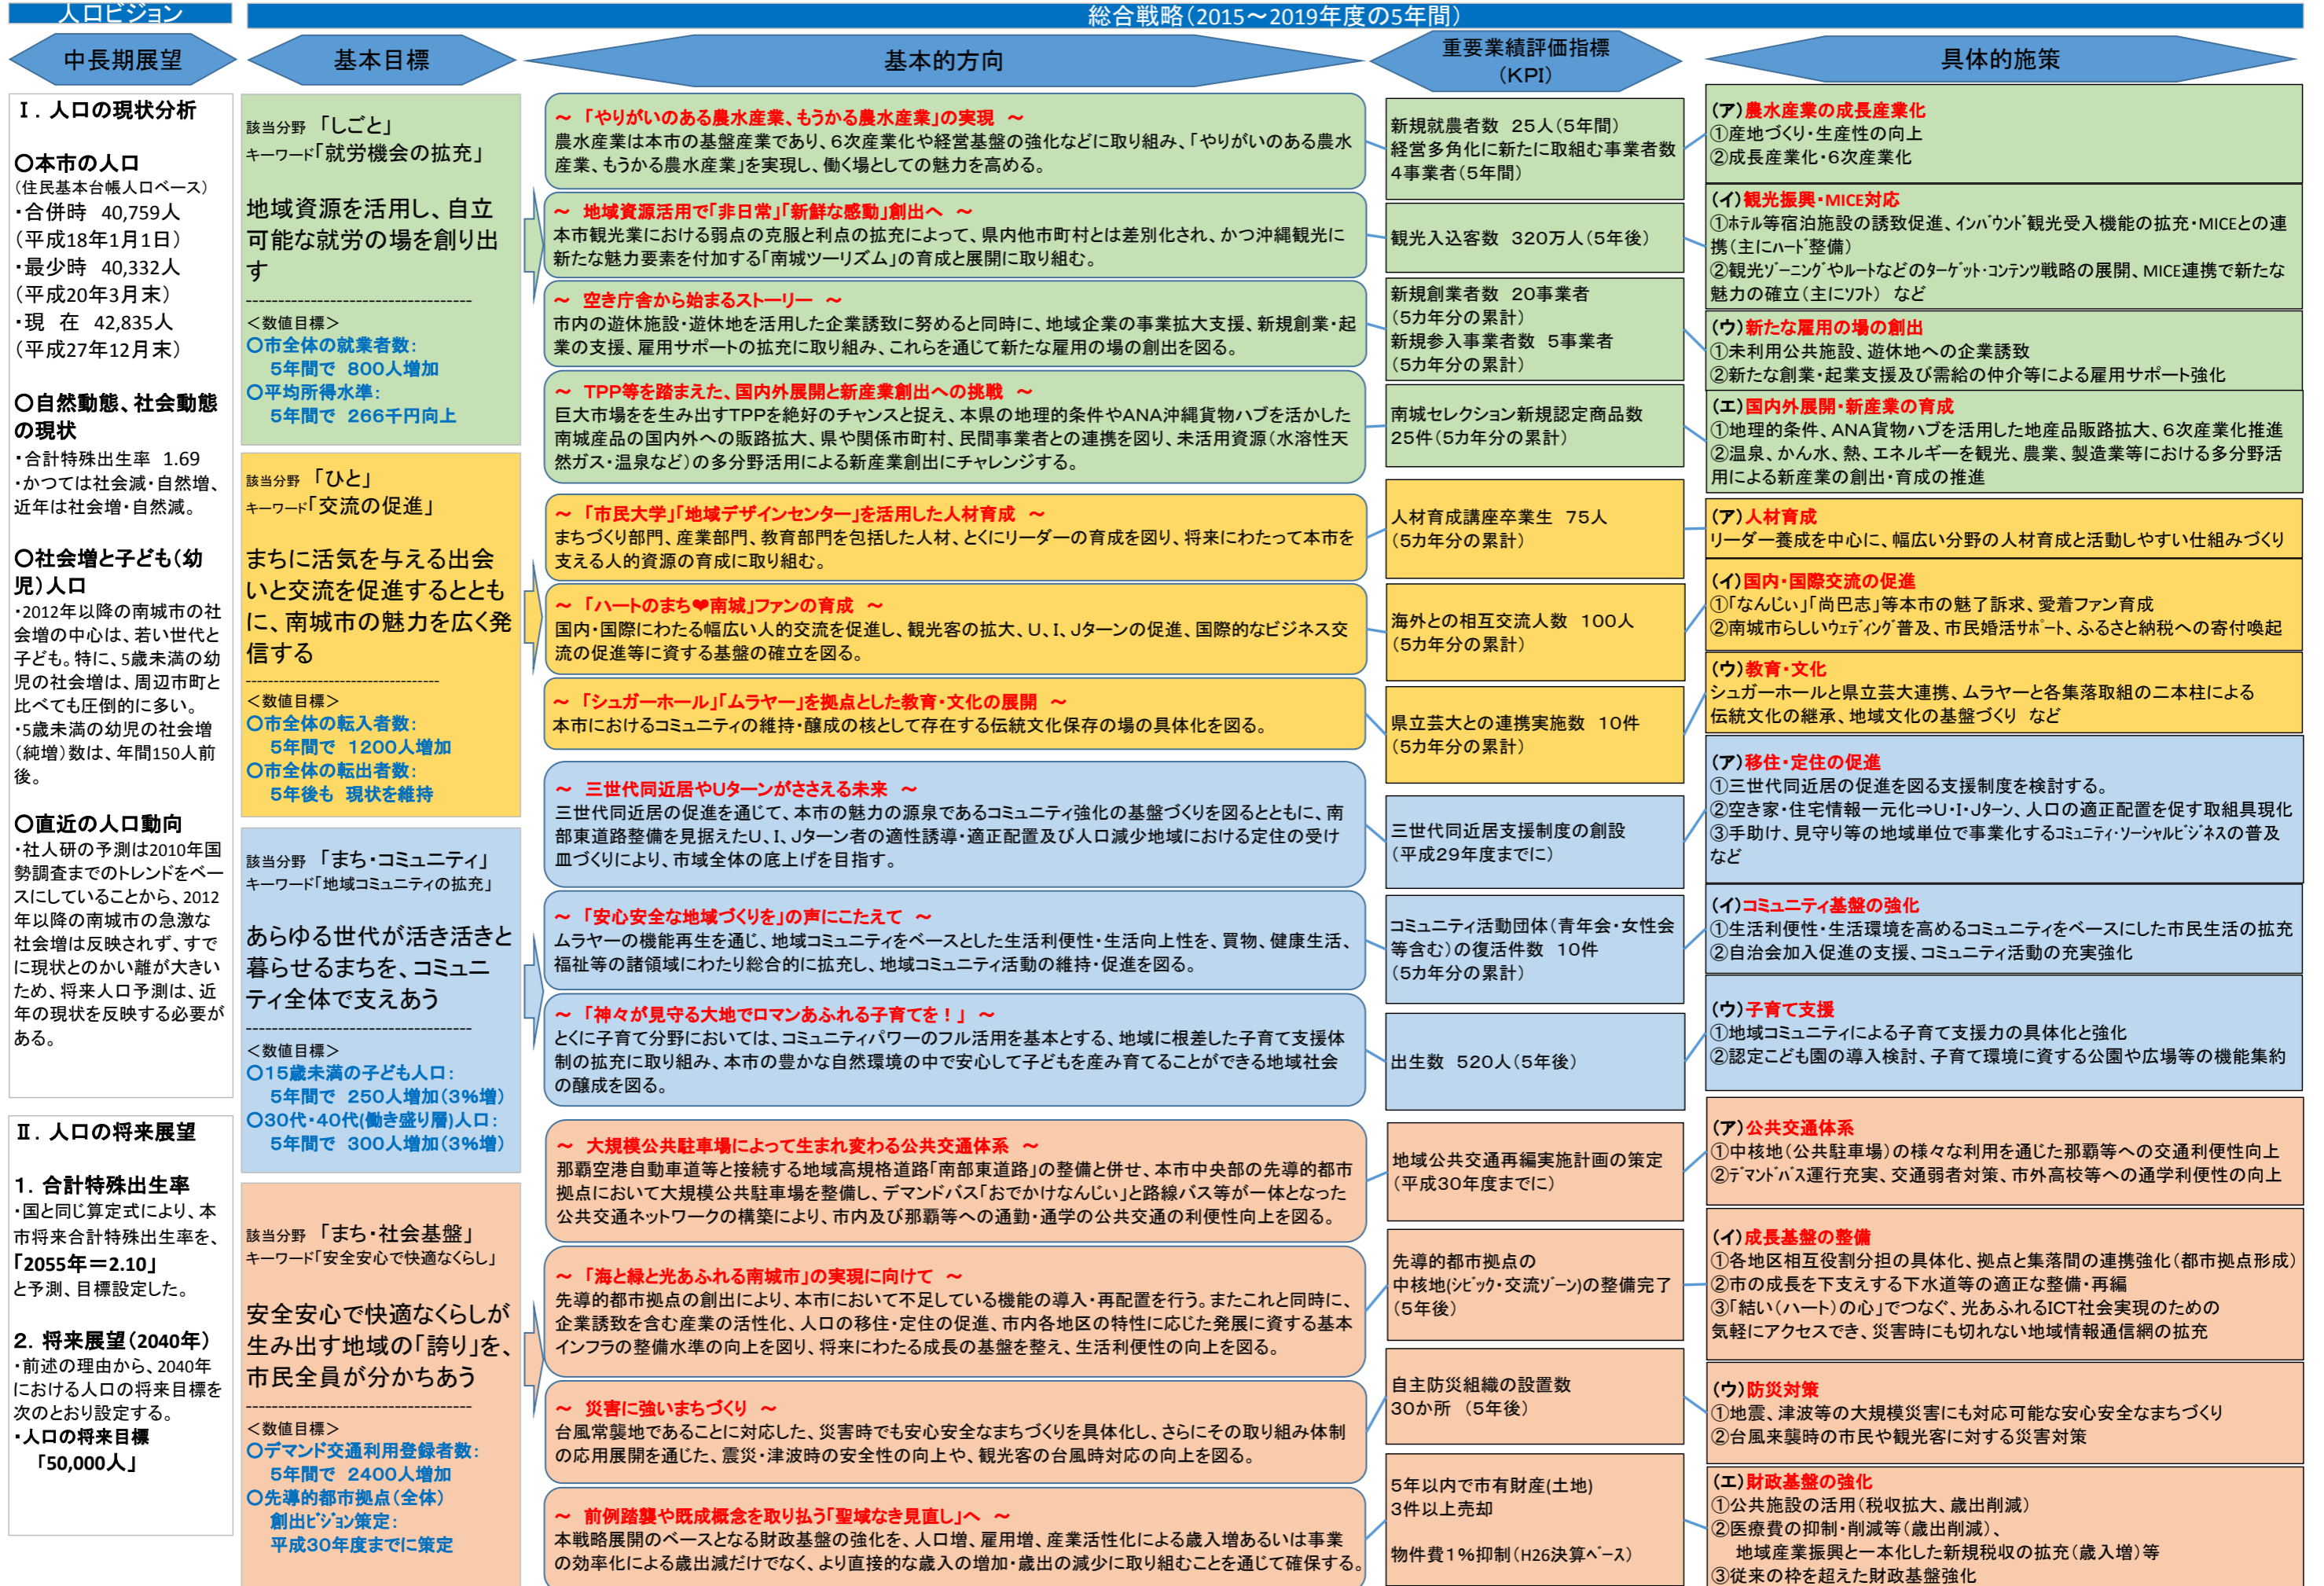 人口ビジョン
総合戦略(2015～2019年度の5年間)
中長期展望
基本目標
基本的方向
重要業績評価指標
(KPI)
具体的施策
Ⅰ. 人口の現状分析
○本市の人口
(住民基本台帳人口ベース)
・合併時 40,759人
(平成18年1月1日)
・最少時 40,332人
(平成20年3月末)
・現 在 42,835人
(平成27年12月末)
○自然動態、社会動態
の現状
・合計特殊出生率 1.69
・かつては社会減・自然増、
近年は社会増・自然減。
○社会増と子ども(幼
児)人口
・2012年以降の南城市の社
会増の中心は、若い世代と
子ども。特に、5歳未満の幼
児の社会増は、周辺市町と
比べても圧倒的に多い。
・5歳未満の幼児の社会増
(純増)数は、年間150人前
後。
○直近の人口動向
・社人研の予測は2010年国
勢調査までのトレンドをベー
スにしていることから、2012
年以降の南城市の急激な
社会増は反映されず、すで
に現状とのかい離が大きい
ため、将来人口予測は、近
年の現状を反映する必要が
ある。
Ⅱ. 人口の将来展望
1. 合計特殊出生率
・国と同じ算定式により、本
市将来合計特殊出生率を、
「2055年＝2.10」
と予測、目標設定した。
2. 将来展望(2040年)
・前述の理由から、2040年
における人口の将来目標を
次のとおり設定する。
・人口の将来目標
「50,000人」
該当分野 「しごと」
キーワード「就労機会の拡充」
地域資源を活用し、自立
可能な就労の場を創り出
す
----------------------------------
＜数値目標＞
○市全体の就業者数：
5年間で 800人増加
○平均所得水準：
5年間で 266千円向上
～ 「やりがいのある農水産業、もうかる農水産業」の実現 ～
農水産業は本市の基盤産業であり、6次産業化や経営基盤の強化などに取り組み、「やりがいのある農水
産業、もうかる農水産業」を実現し、働く場としての魅力を高める。
～ 地域資源活用で「非日常」「新鮮な感動」創出へ ～
本市観光業における弱点の克服と利点の拡充によって、県内他市町村とは差別化され、かつ沖縄観光に
新たな魅力要素を付加する「南城ツーリズム」の育成と展開に取り組む。
～ 空き庁舎から始まるストーリー ～
市内の遊休施設・遊休地を活用した企業誘致に努めると同時に、地域企業の事業拡大支援、新規創業・起
業の支援、雇用サポートの拡充に取り組み、これらを通じて新たな雇用の場の創出を図る。
～ TPP等を踏まえた、国内外展開と新産業創出への挑戦 ～
巨大市場をを生み出すTPPを絶好のチャンスと捉え、本県の地理的条件やANA沖縄貨物ハブを活かした
南城産品の国内外への販路拡大、県や関係市町村、民間事業者との連携を図り、未活用資源(水溶性天
然ガス・温泉など)の多分野活用による新産業創出にチャレンジする。
新規就農者数 25人(5年間)
経営多角化に新たに取組む事業者数
4事業者(5年間)
観光入込客数 320万人(5年後)
新規創業者数 20事業者
(5カ年分の累計)
新規参入事業者数 5事業者
(5カ年分の累計)
南城セレクション新規認定商品数
25件(5カ年分の累計)
(ア)農水産業の成長産業化
①産地づくり・生産性の向上
②成長産業化・6次産業化
(イ)観光振興・MICE対応
①ﾎﾃﾙ等宿泊施設の誘致促進、ｲﾝﾊﾞｳﾝﾄﾞ観光受入機能の拡充・MICEとの連
携(主にﾊｰﾄﾞ整備)
②観光ｿﾞｰﾆﾝｸﾞやﾙｰﾄなどのﾀｰｹﾞｯﾄ・ｺﾝﾃﾝﾂ戦略の展開、MICE連携で新たな
魅力の確立(主にｿﾌﾄ) など
(ウ)新たな雇用の場の創出
①未利用公共施設、遊休地への企業誘致
②新たな創業・起業支援及び需給の仲介等による雇用サポート強化
(エ)国内外展開・新産業の育成
①地理的条件、ANA貨物ハブを活用した地産品販路拡大、6次産業化推進
②温泉、かん水、熱、エネルギーを観光、農業、製造業等における多分野活
用による新産業の創出・育成の推進
該当分野 「ひと」
キーワード「交流の促進」
まちに活気を与える出会
いと交流を促進するととも
に、南城市の魅力を広く発
信する
----------------------------------
＜数値目標＞
○市全体の転入者数：
5年間で 1200人増加
○市全体の転出者数：
5年後も 現状を維持
～ 「市民大学」「地域デザインセンター」を活用した人材育成 ～
まちづくり部門、産業部門、教育部門を包括した人材、とくにリーダーの育成を図り、将来にわたって本市を
支える人的資源の育成に取り組む。
～ 「ハートのまち❤南城」ファンの育成 ～
国内・国際にわたる幅広い人的交流を促進し、観光客の拡大、U、I、Jターンの促進、国際的なビジネス交
流の促進等に資する基盤の確立を図る。
～ 「シュガーホール」「ムラヤー」を拠点とした教育・文化の展開 ～
本市におけるコミュニティの維持・醸成の核として存在する伝統文化保存の場の具体化を図る。
人材育成講座卒業生 75人
(5カ年分の累計)
海外との相互交流人数 100人
(5カ年分の累計)
県立芸大との連携実施数 10件
(5カ年分の累計)
(ア)人材育成
リーダー養成を中心に、幅広い分野の人材育成と活動しやすい仕組みづくり
(イ)国内・国際交流の促進
①「なんじぃ」「尚巴志」等本市の魅了訴求、愛着ファン育成
②南城市らしいｳｪﾃﾞｨﾝｸﾞ普及、市民婚活ｻﾎﾟｰﾄ、ふるさと納税への寄付喚起
(ウ)教育・文化
シュガーホールと県立芸大連携、ムラヤーと各集落取組の二本柱による
伝統文化の継承、地域文化の基盤づくり など
該当分野 「まち・コミュニティ」
キーワード「地域コミュニティの拡充」
あらゆる世代が活き活きと
暮らせるまちを、コミュニ
ティ全体で支えあう
----------------------------------
＜数値目標＞
○15歳未満の子ども人口：
5年間で 250人増加(3%増)
○30代・40代(働き盛り層)人口：
5年間で 300人増加(3%増)
～ 三世代同近居やUターンがささえる未来 ～
三世代同近居の促進を通じて、本市の魅力の源泉であるコミュニティ強化の基盤づくりを図るとともに、南
部東道路整備を見据えたU、I、Jターン者の適性誘導・適正配置及び人口減少地域における定住の受け
皿づくりにより、市域全体の底上げを目指す。
～ 「安心安全な地域づくりを」の声にこたえて ～
ムラヤーの機能再生を通じ、地域コミュニティをベースとした生活利便性・生活向上性を、買物、健康生活、
福祉等の諸領域にわたり総合的に拡充し、地域コミュニティ活動の維持・促進を図る。
～ 「神々が見守る大地でロマンあふれる子育てを！」 ～
とくに子育て分野においては、コミュニティパワーのフル活用を基本とする、地域に根差した子育て支援体
制の拡充に取り組み、本市の豊かな自然環境の中で安心して子どもを産み育てることができる地域社会
の醸成を図る。
三世代同近居支援制度の創設
(平成29年度までに)
コミュニティ活動団体(青年会・女性会
等含む)の復活件数 10件
(5カ年分の累計)
出生数 520人(5年後)
(ア)移住・定住の促進
①三世代同近居の促進を図る支援制度を検討する。
②空き家・住宅情報一元化⇒U・I・Jﾀｰﾝ、人口の適正配置を促す取組具現化
③手助け、見守り等の地域単位で事業化するｺﾐｭﾆﾃｨ・ｿｰｼｬﾙﾋﾞｼﾞﾈｽの普及
など
(イ)コミュニティ基盤の強化
①生活利便性・生活環境を高めるコミュニティをベースにした市民生活の拡充
②自治会加入促進の支援、コミュニティ活動の充実強化
(ウ)子育て支援
①地域コミュニティによる子育て支援力の具体化と強化
②認定こども園の導入検討、子育て環境に資する公園や広場等の機能集約
該当分野 「まち・社会基盤」
キーワード「安全安心で快適なくらし」
安全安心で快適なくらしが
生み出す地域の「誇り」を、
市民全員が分かちあう
----------------------------------
＜数値目標＞
○デマンド交通利用登録者数：
5年間で 2400人増加
○先導的都市拠点(全体)
創出ﾋﾞｼﾞｮﾝ策定：
平成30年度までに策定
～ 大規模公共駐車場によって生まれ変わる公共交通体系 ～
那覇空港自動車道等と接続する地域高規格道路「南部東道路」の整備と併せ、本市中央部の先導的都市
拠点において大規模公共駐車場を整備し、デマンドバス「おでかけなんじぃ」と路線バス等が一体となった
公共交通ネットワークの構築により、市内及び那覇等への通勤・通学の公共交通の利便性向上を図る。
～ 「海と緑と光あふれる南城市」の実現に向けて ～
先導的都市拠点の創出により、本市において不足している機能の導入・再配置を行う。またこれと同時に、
企業誘致を含む産業の活性化、人口の移住・定住の促進、市内各地区の特性に応じた発展に資する基本
インフラの整備水準の向上を図り、将来にわたる成長の基盤を整え、生活利便性の向上を図る。
～ 災害に強いまちづくり ～
台風常襲地であることに対応した、災害時でも安心安全なまちづくりを具体化し、さらにその取り組み体制
の応用展開を通じた、震災・津波時の安全性の向上や、観光客の台風時対応の向上を図る。
～ 前例踏襲や既成概念を取り払う「聖域なき見直し」へ ～
本戦略展開のベースとなる財政基盤の強化を、人口増、雇用増、産業活性化による歳入増あるいは事業
の効率化による歳出減だけでなく、より直接的な歳入の増加・歳出の減少に取り組むことを通じて確保する。
地域公共交通再編実施計画の策定
(平成30年度までに)
先導的都市拠点の
中核地(ｼﾋﾞｯｸ・交流ｿﾞｰﾝ)の整備完了
(5年後)
自主防災組織の設置数
30か所 (5年後)
5年以内で市有財産(土地)
3件以上売却
物件費1%抑制(H26決算ﾍﾞｰｽ)
(ア)公共交通体系
①中核地(公共駐車場)の様々な利用を通じた那覇等への交通利便性向上
②ﾃﾞﾏﾝﾄﾞﾊﾞｽ運行充実、交通弱者対策、市外高校等への通学利便性の向上
(イ)成長基盤の整備
①各地区相互役割分担の具体化、拠点と集落間の連携強化(都市拠点形成)
②市の成長を下支えする下水道等の適正な整備・再編
③「結い(ハート)の心」でつなぐ、光あふれるICT社会実現のための
気軽にアクセスでき、災害時にも切れない地域情報通信網の拡充
(ウ)防災対策
①地震、津波等の大規模災害にも対応可能な安心安全なまちづくり
②台風来襲時の市民や観光客に対する災害対策
(エ)財政基盤の強化
①公共施設の活用(税収拡大、歳出削減)
②医療費の抑制・削減等(歳出削減)、
地域産業振興と一本化した新規税収の拡充(歳入増)等
③従来の枠を超えた財政基盤強化